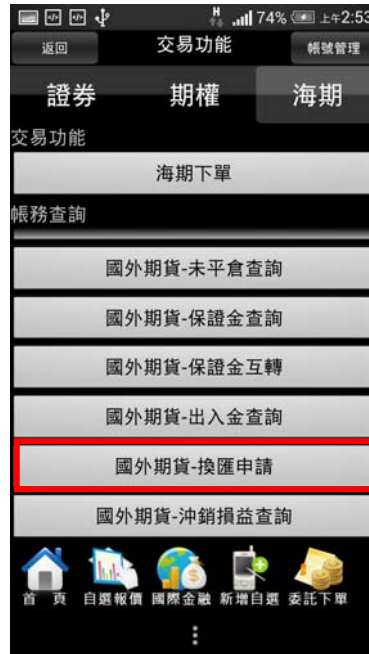 H 74% 上午2:53
返回 交易功能 帳號管理
證券 期權 海期
交易功能
海期下單
帳務查詢
國外期貨-未平倉查詢
國外期貨-保證金查詢
國外期貨-保證金互轉
國外期貨-出入金查詢
國外期貨-換匯申請
國外期貨-沖銷損益查詢
首 頁 自選報價 國際金融 新增自選 委託下單